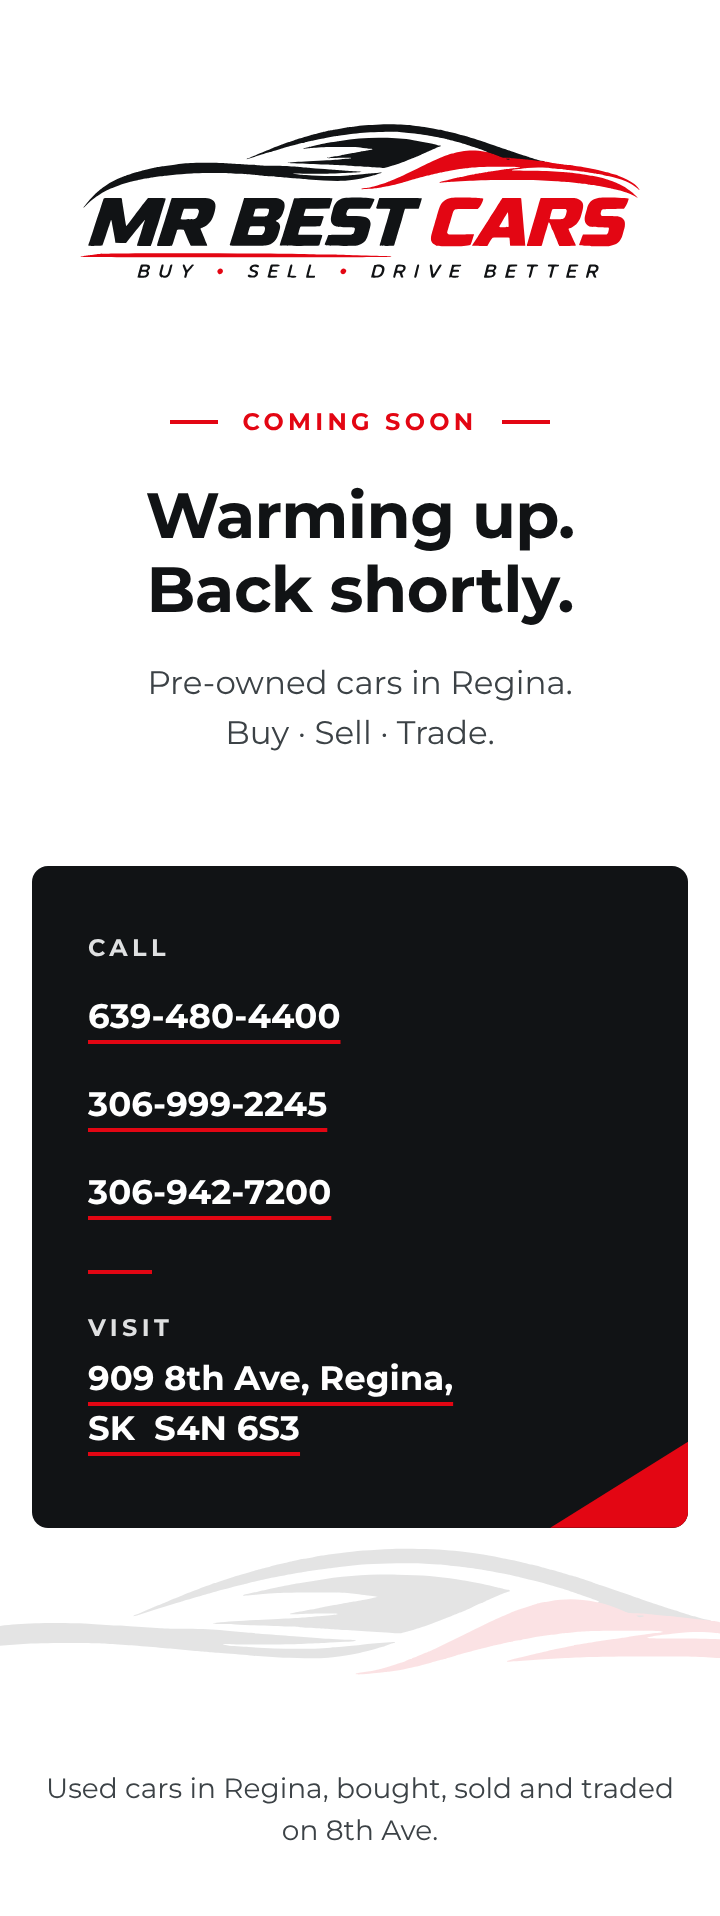 MR BEST CARS
BUY • SELL • DRIVE BETTER
COMING SOON
Warming up.
Back shortly.
Pre-owned cars in Regina.
Buy · Sell · Trade.
CALL
639-480-4400
306-999-2245
306-942-7200
VISIT
909 8th Ave, Regina,
SK  S4N 6S3
Used cars in Regina, bought, sold and traded
on 8th Ave.